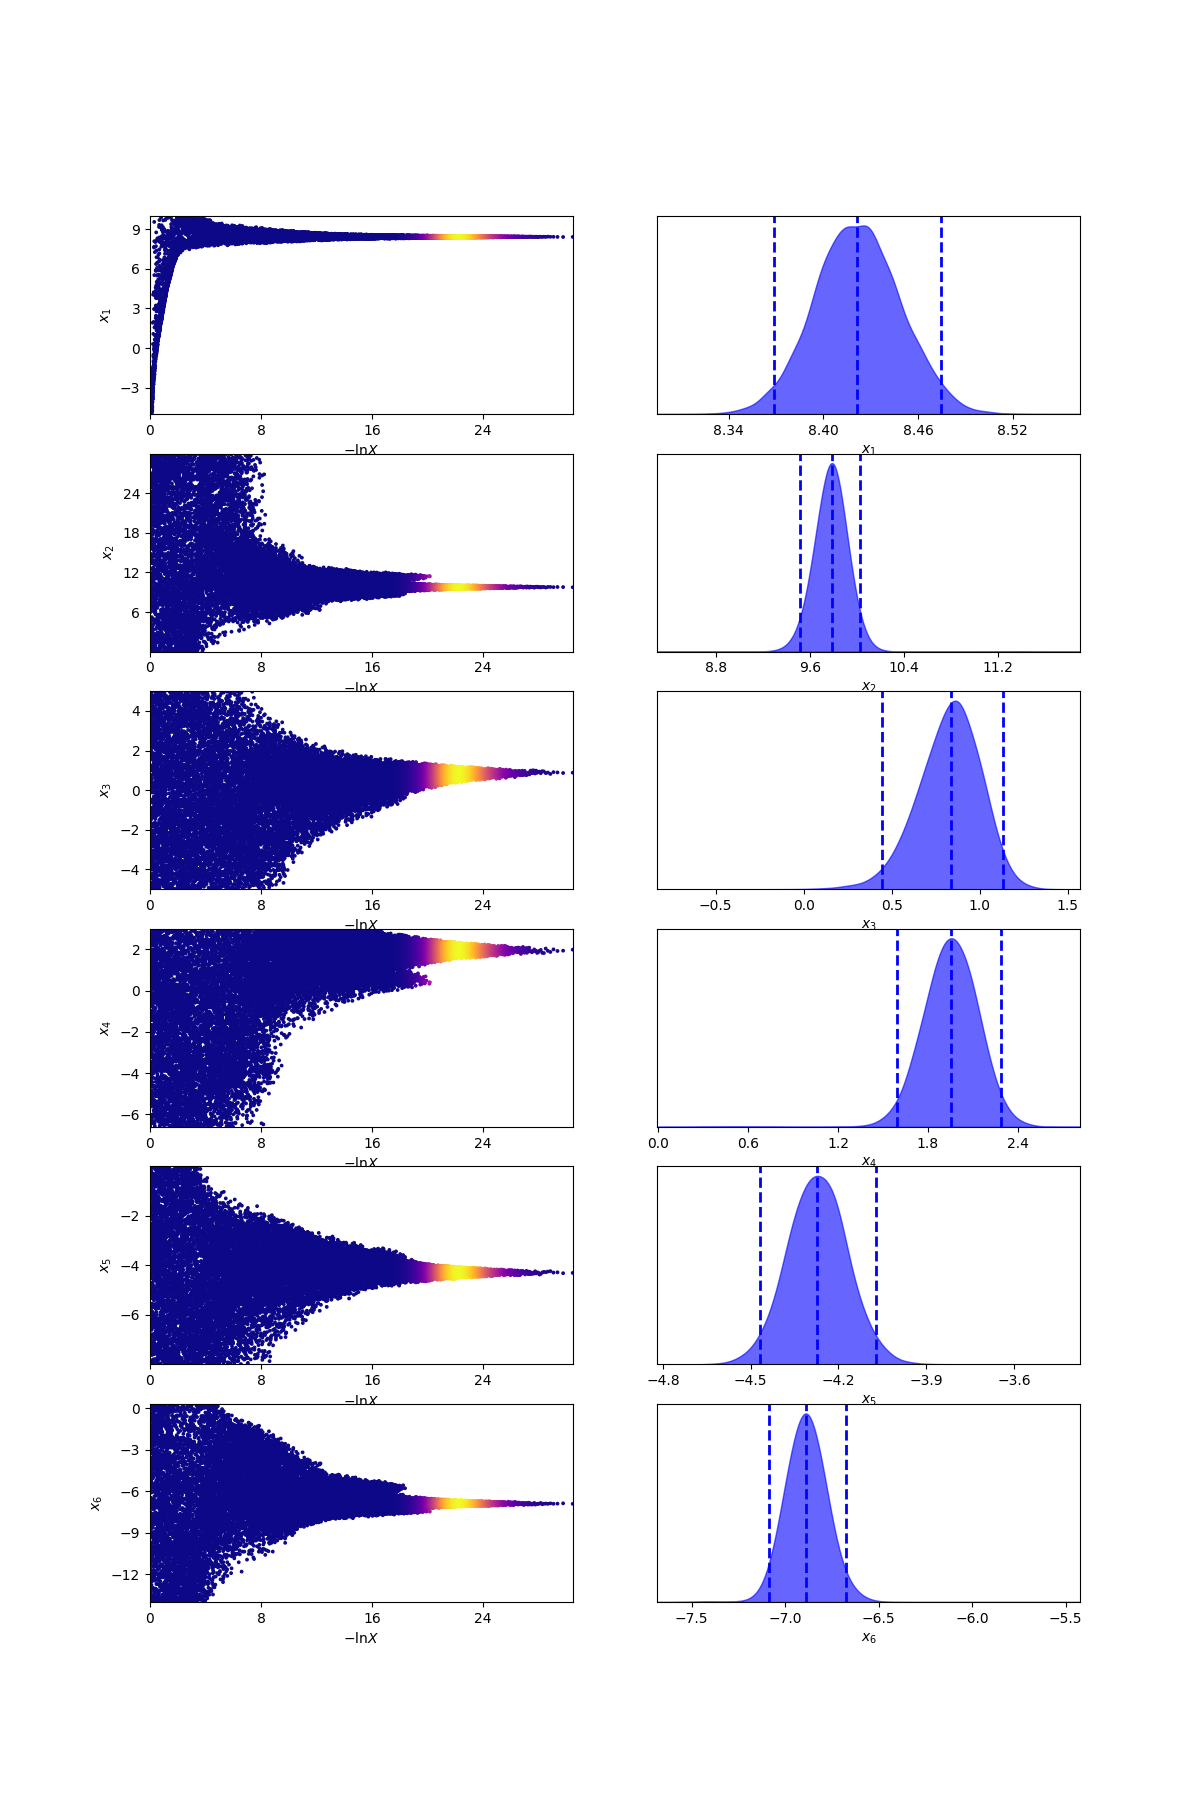 9
6
3
0
−3
x₁
0 8 16 24
−lnX
8.34 8.40 8.46 8.52
x₁
24
18
12
6
x₂
0 8 16 24
−lnX
8.8 9.6 10.4 11.2
x₂
4
2
0
−2
−4
x₃
0 8 16 24
−lnX
−0.5 0.0 0.5 1.0 1.5
x₃
2
0
−2
−4
−6
x₄
0 8 16 24
−lnX
0.0 0.6 1.2 1.8 2.4
x₄
−2
−4
−6
x₅
0 8 16 24
−lnX
−4.8 −4.5 −4.2 −3.9 −3.6
x₅
0
−3
−6
−9
−12
x₆
0 8 16 24
−lnX
−7.5 −7.0 −6.5 −6.0 −5.5
x₆